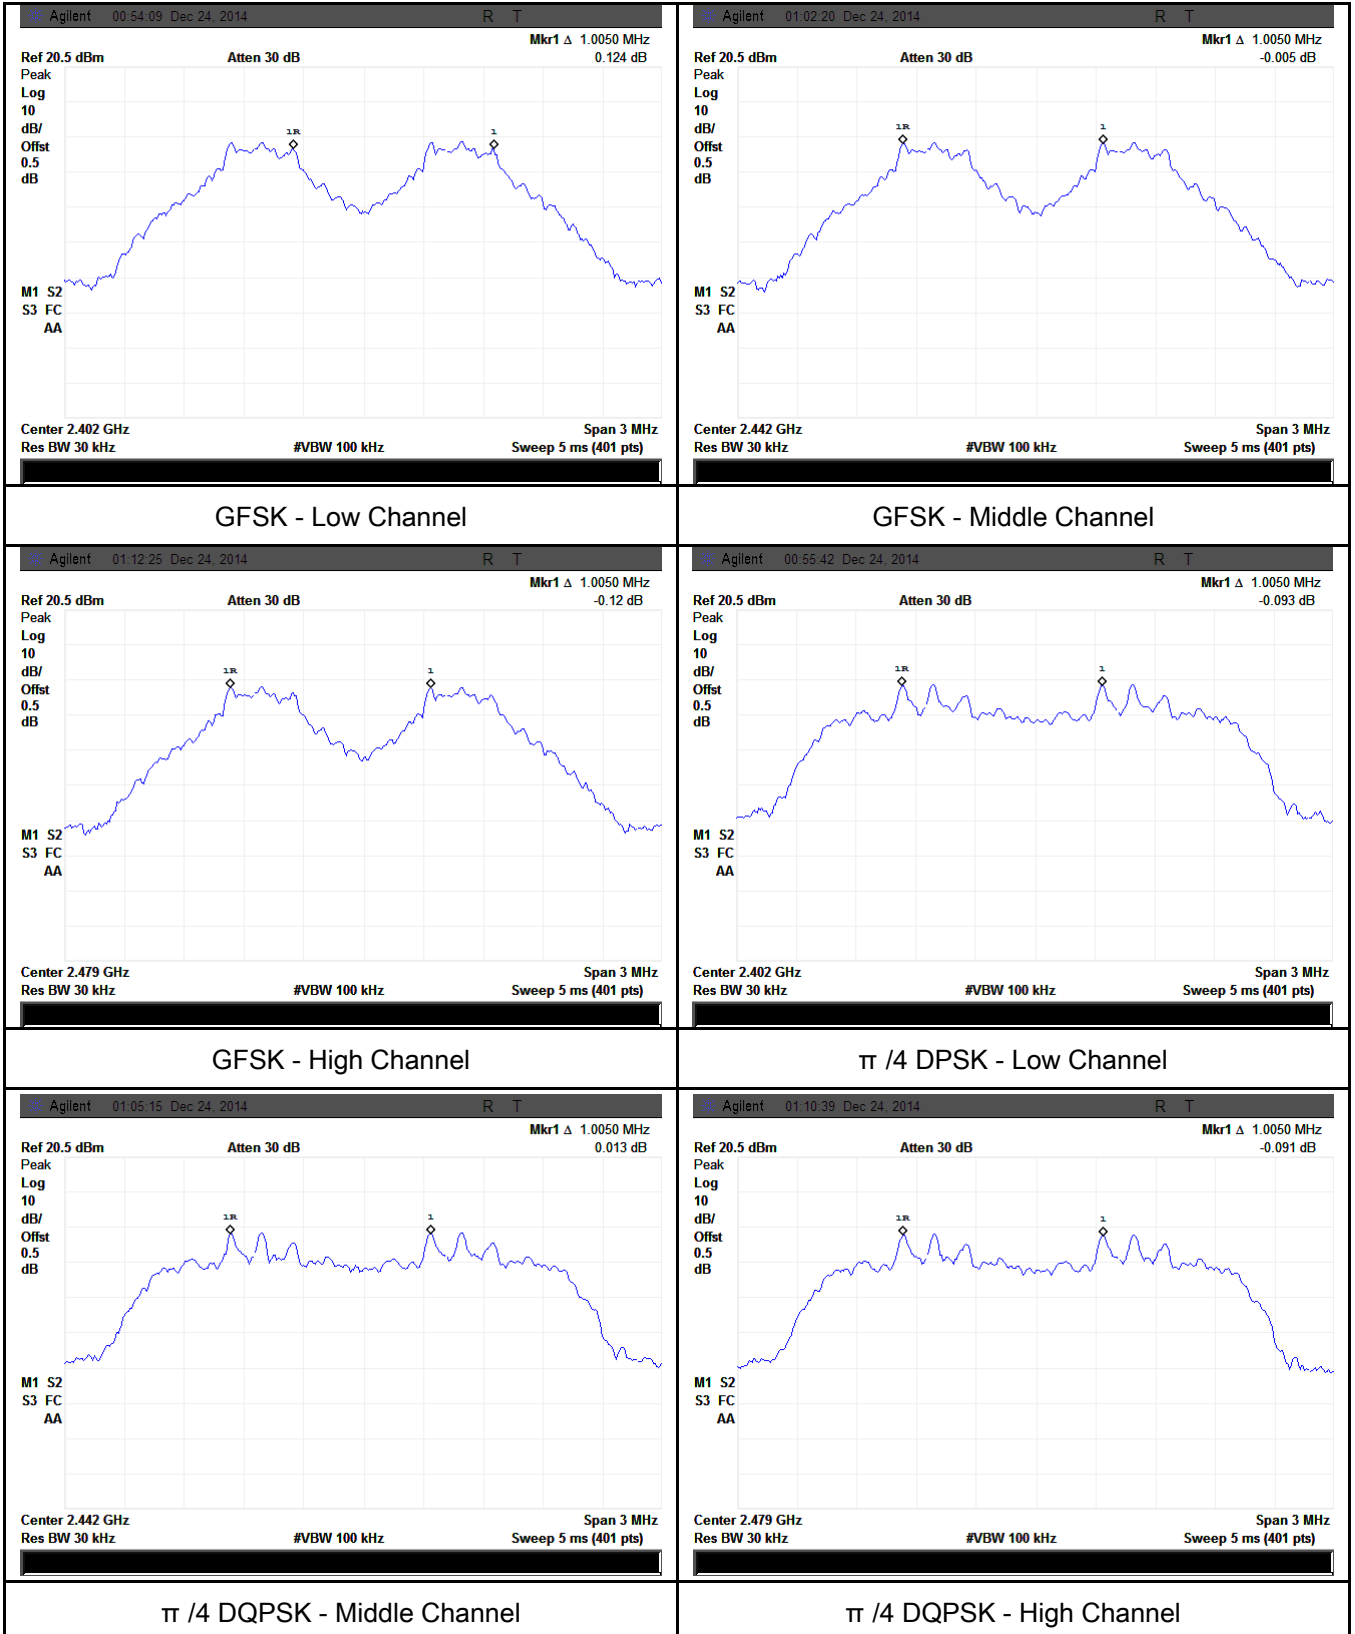 Agilent 00:54:09 Dec 24, 2014 R T
Mkr1 Δ 1.0050 MHz
Ref 20.5 dBm Atten 30 dB 0.124 dB
Peak
Log
10
dB/
Offst
0.5
dB
1R 1
M1 S2
S3 FC
AA
Center 2.402 GHz Span 3 MHz
Res BW 30 kHz #VBW 100 kHz Sweep 5 ms (401 pts)
GFSK - Low Channel
Agilent 01:02:20 Dec 24, 2014 R T
Mkr1 Δ 1.0050 MHz
Ref 20.5 dBm Atten 30 dB -0.005 dB
Peak
Log
10
dB/
Offst
0.5
dB
1R 1
M1 S2
S3 FC
AA
Center 2.442 GHz Span 3 MHz
Res BW 30 kHz #VBW 100 kHz Sweep 5 ms (401 pts)
GFSK - Middle Channel
Agilent 01:12:25 Dec 24, 2014 R T
Mkr1 Δ 1.0050 MHz
Ref 20.5 dBm Atten 30 dB -0.12 dB
Peak
Log
10
dB/
Offst
0.5
dB
1R 1
M1 S2
S3 FC
AA
Center 2.479 GHz Span 3 MHz
Res BW 30 kHz #VBW 100 kHz Sweep 5 ms (401 pts)
GFSK - High Channel
Agilent 00:55:42 Dec 24, 2014 R T
Mkr1 Δ 1.0050 MHz
Ref 20.5 dBm Atten 30 dB -0.093 dB
Peak
Log
10
dB/
Offst
0.5
dB
1R 1
M1 S2
S3 FC
AA
Center 2.402 GHz Span 3 MHz
Res BW 30 kHz #VBW 100 kHz Sweep 5 ms (401 pts)
π /4 DPSK - Low Channel
Agilent 01:05:15 Dec 24, 2014 R T
Mkr1 Δ 1.0050 MHz
Ref 20.5 dBm Atten 30 dB 0.013 dB
Peak
Log
10
dB/
Offst
0.5
dB
1R 1
M1 S2
S3 FC
AA
Center 2.442 GHz Span 3 MHz
Res BW 30 kHz #VBW 100 kHz Sweep 5 ms (401 pts)
π /4 DQPSK - Middle Channel
Agilent 01:10:39 Dec 24, 2014 R T
Mkr1 Δ 1.0050 MHz
Ref 20.5 dBm Atten 30 dB -0.091 dB
Peak
Log
10
dB/
Offst
0.5
dB
1R 1
M1 S2
S3 FC
AA
Center 2.479 GHz Span 3 MHz
Res BW 30 kHz #VBW 100 kHz Sweep 5 ms (401 pts)
π /4 DQPSK - High Channel